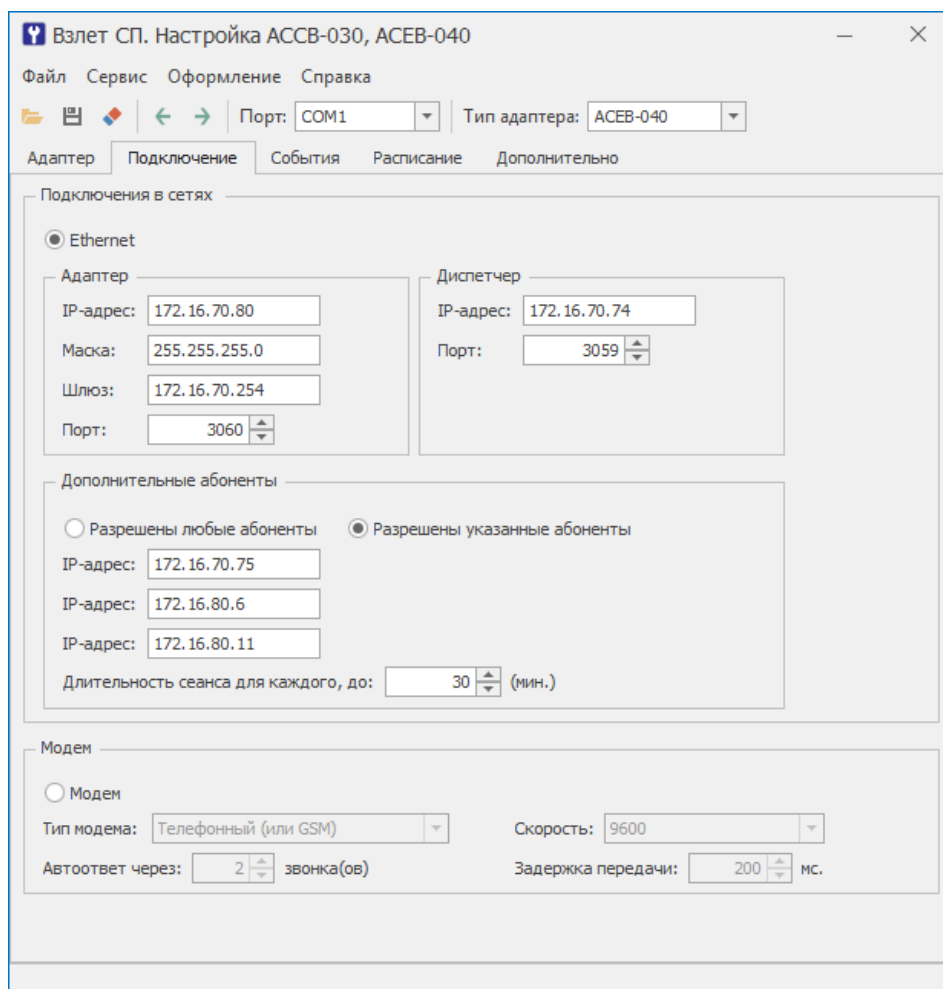 Взлет СП. Настройка АССВ-030, АСЕВ-040
Файл Сервис Оформление Справка
Порт: COM1 Тип адаптера: АСЕВ-040
Адаптер Подключение События Расписание Дополнительно
Подключения в сетях
Ethernet
Адаптер Диспетчер
IP-адрес: 172.16.70.80 IP-адрес: 172.16.70.74
Маска: 255.255.255.0 Порт: 3059
Шлюз: 172.16.70.254
Порт: 3060
Дополнительные абоненты
Разрешены любые абоненты Разрешены указанные абоненты
IP-адрес: 172.16.70.75
IP-адрес: 172.16.80.6
IP-адрес: 172.16.80.11
Длительность сеанса для каждого, до: 30 (мин.)
Модем
Модем
Тип модема: Телефонный (или GSM) Скорость: 9600
Автоответ через: 2 звонка(ов) Задержка передачи: 200 мс.